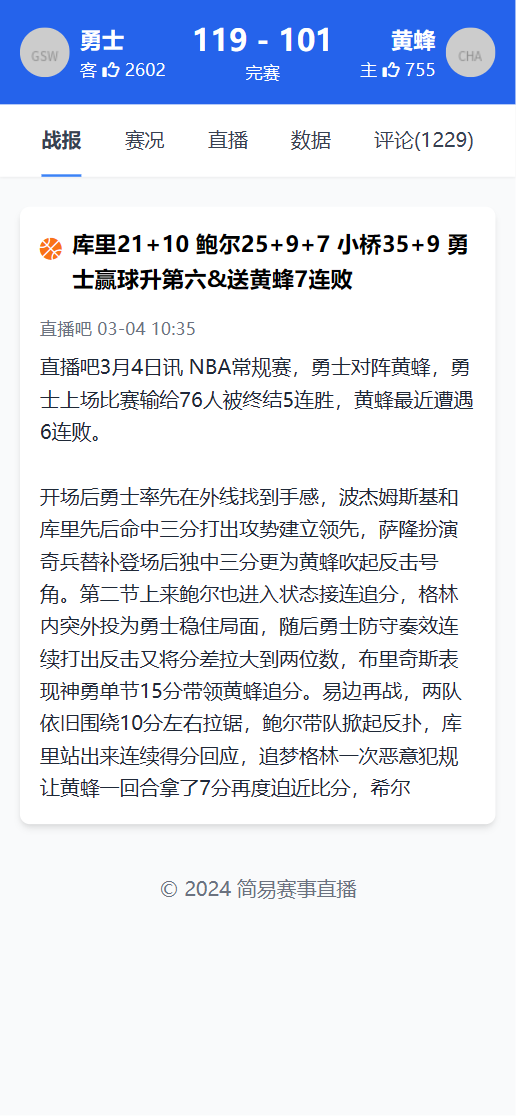 GSW
勇士
客 2602
119 - 101
完赛
黄蜂
主 755
CHA
战报 赛况 直播 数据 评论(1229)
库里21+10 鲍尔25+9+7 小桥35+9 勇
士赢球升第六&送黄蜂7连败
直播吧 03-04 10:35
直播吧3月4日讯 NBA常规赛，勇士对阵黄蜂，勇
士上场比赛输给76人被终结5连胜，黄蜂最近遭遇
6连败。
开场后勇士率先在外线找到手感，波杰姆斯基和
库里先后命中三分打出攻势建立领先，萨隆扮演
奇兵替补登场后独中三分更为黄蜂吹起反击号
角。第二节上来鲍尔也进入状态接连追分，格林
内突外投为勇士稳住局面，随后勇士防守奏效连
续打出反击又将分差拉大到两位数，布里奇斯表
现神勇单节15分带领黄蜂追分。易边再战，两队
依旧围绕10分左右拉锯，鲍尔带队掀起反扑，库
里站出来连续得分回应，追梦格林一次恶意犯规
让黄蜂一回合拿了7分再度迫近比分，希尔
© 2024 简易赛事直播